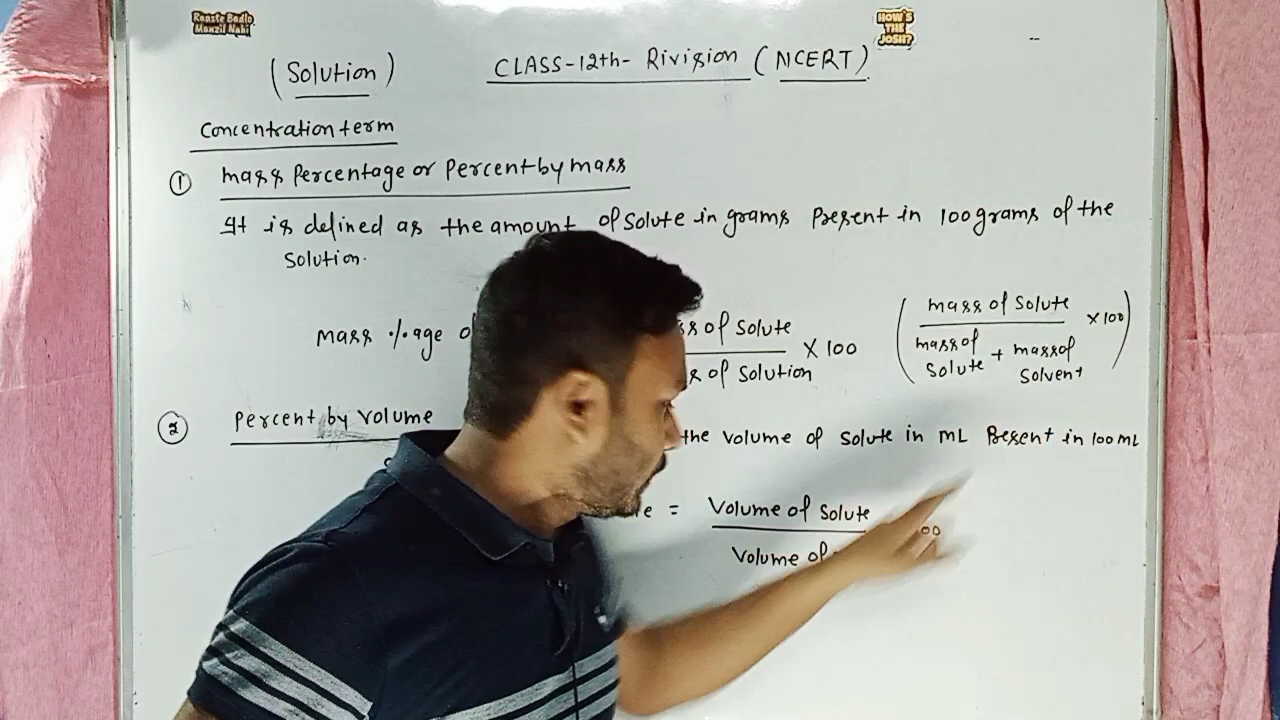 Raaste Badlo
Manzil Nahi
HOW'S
THE
JOSH?
(Solution) CLASS-12th- Rivision (NCERT)
Concentration term
① mass Percentage or Percent by mass
It is defined as the amount of Solute in grams Present in 100 grams of the
Solution.
mass %age of Solute × 100 (mass of Solute × 100)
of Solution mass of Solute + mass of Solvent
② Percent by Volume
the Volume of Solute in mL Present in 100 mL
= Volume of Solute
Volume of